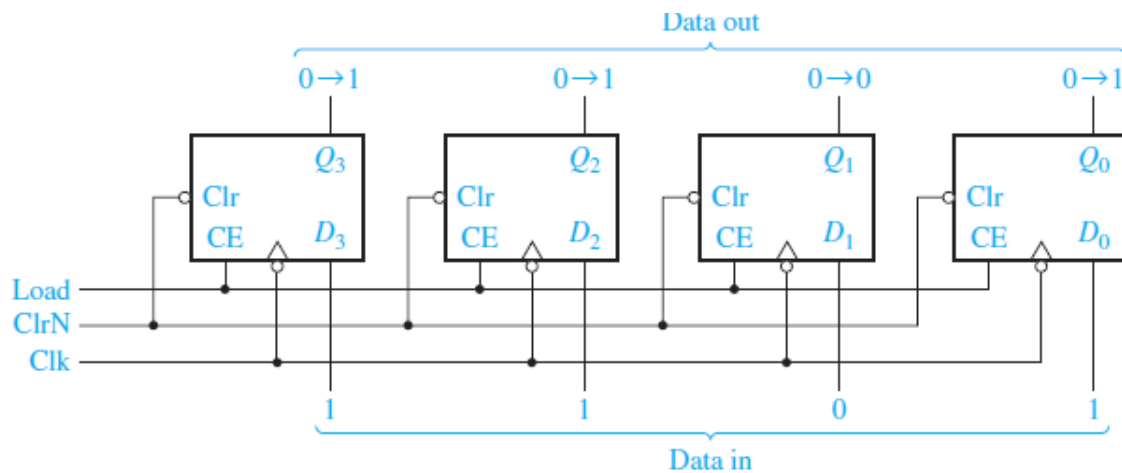 Data out
0→1 0→1 0→0 0→1
Q₃ Q₂ Q₁ Q₀
Clr Clr Clr Clr
CE D₃ CE D₂ CE D₁ CE D₀
Load
ClrN
Clk
1 1 0 1
Data in